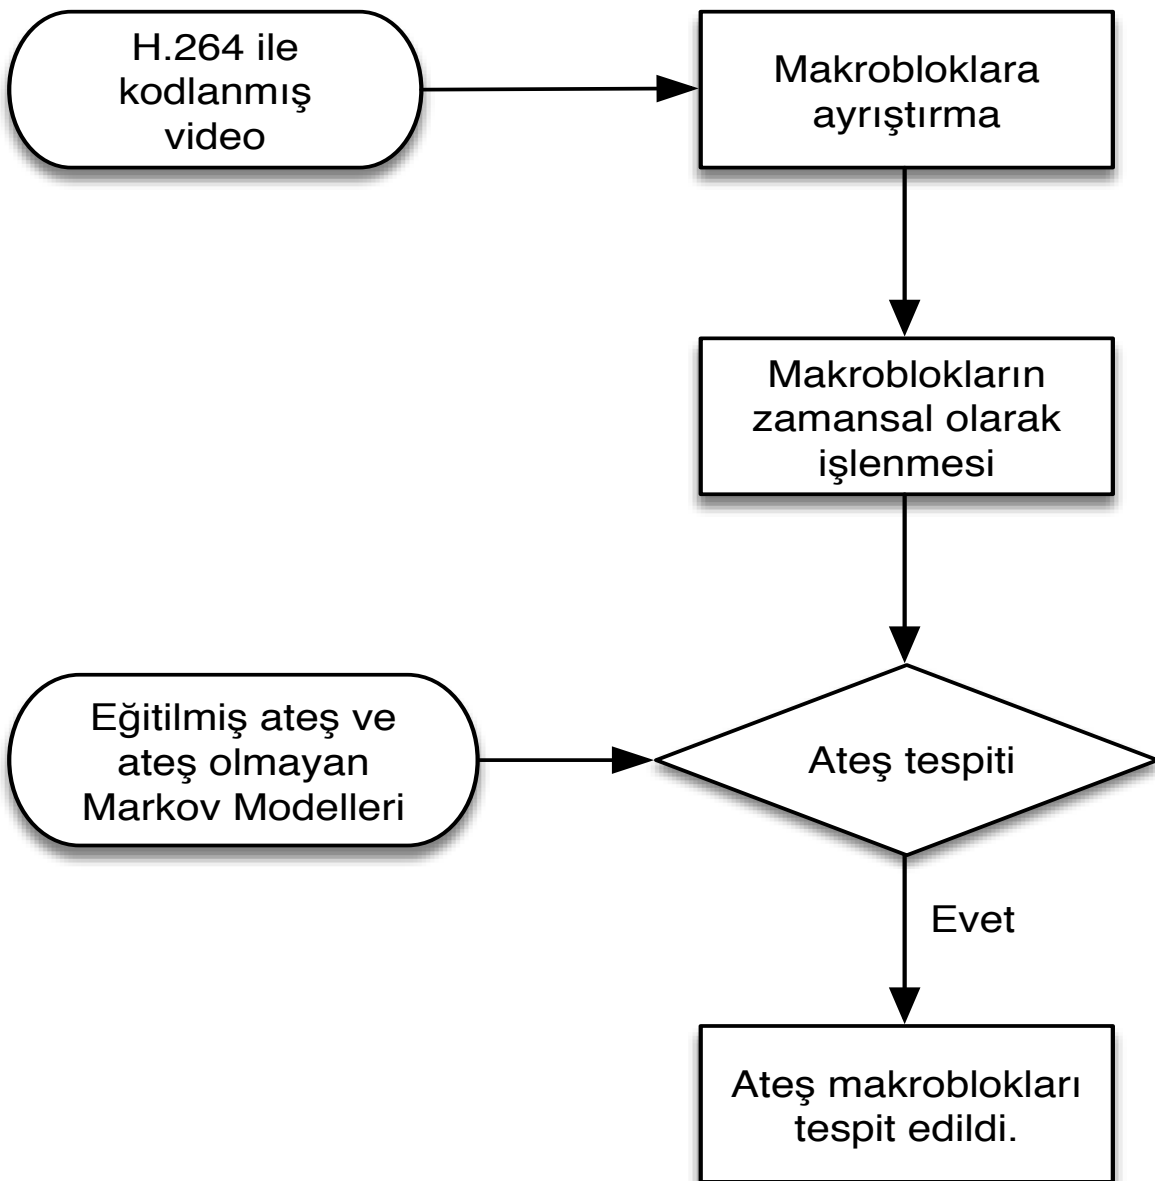 H.264 ile
kodlanmış
video
Makrobloklara
ayrıştırma
Makroblokların
zamansal olarak
işlenmesi
Eğitilmiş ateş ve
ateş olmayan
Markov Modelleri
Ateş tespiti
Evet
Ateş makroblokları
tespit edildi.